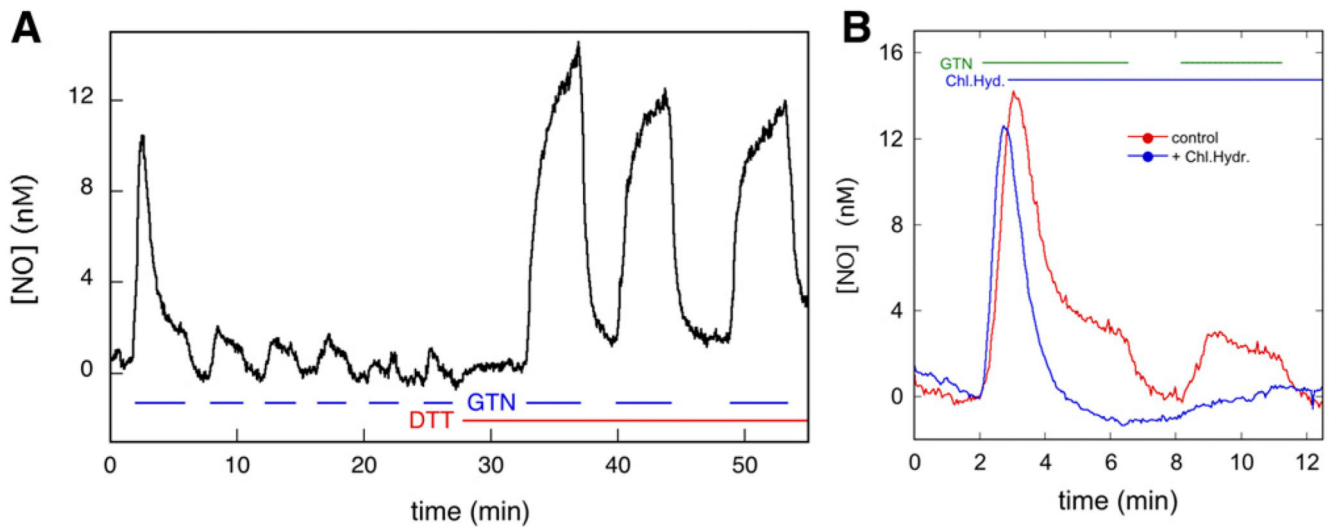 A
[NO] (nM)
12
8
4
0
GTN
DTT
0 10 20 30 40 50
time (min)
B
[NO] (nM)
16
12
8
4
0
GTN
Chl.Hyd.
control
+ Chl.Hydr.
0 2 4 6 8 10 12
time (min)